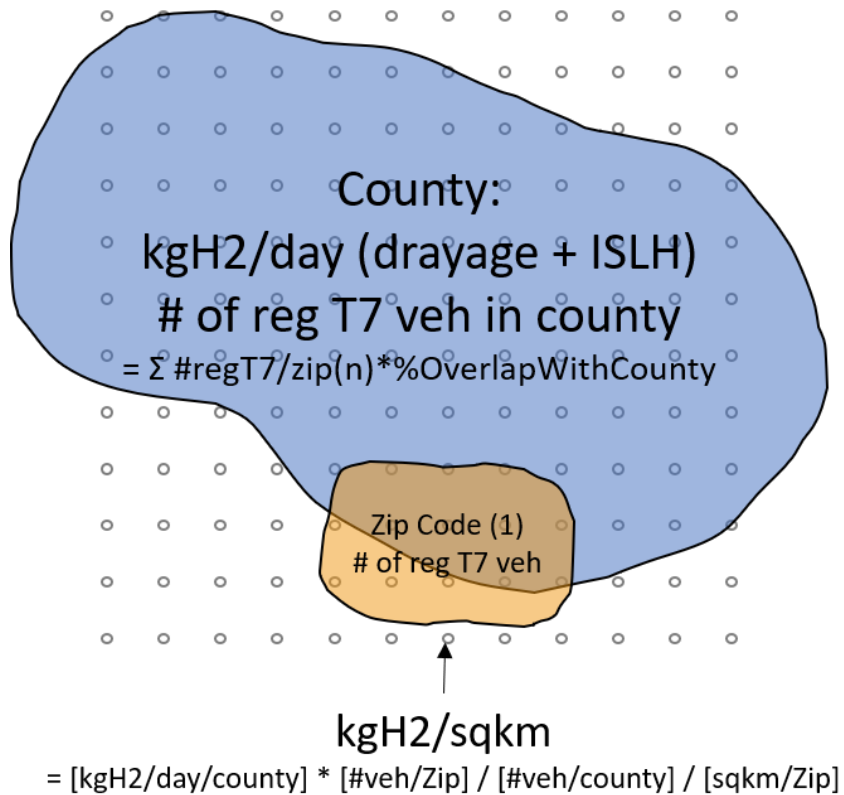 County:
kgH2/day (drayage + ISLH)
# of reg T7 veh in county
= Σ #regT7/zip(n)*%OverlapWithCounty
Zip Code (1)
# of reg T7 veh
kgH2/sqkm
= [kgH2/day/county] * [#veh/Zip] / [#veh/county] / [sqkm/Zip]